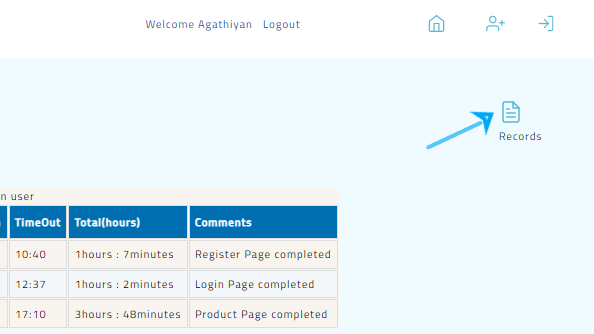 Welcome Agathiyan Logout
Records
n user
TimeOut Total(hours) Comments
10:40 1hours : 7minutes Register Page completed
12:37 1hours : 2minutes Login Page completed
17:10 3hours : 48minutes Product Page completed